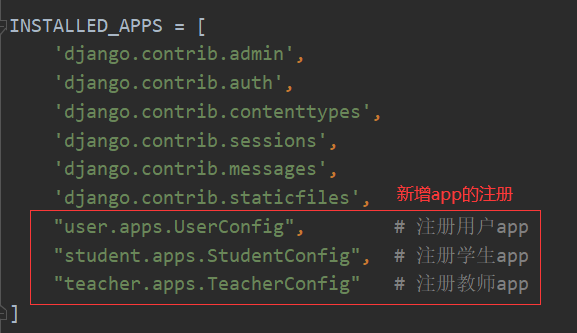 INSTALLED_APPS = [
'django.contrib.admin',
'django.contrib.auth',
'django.contrib.contenttypes',
'django.contrib.sessions',
'django.contrib.messages',
'django.contrib.staticfiles',
新增app的注册
"user.apps.UserConfig", # 注册用户app
"student.apps.StudentConfig", # 注册学生app
"teacher.apps.TeacherConfig" # 注册教师app
]